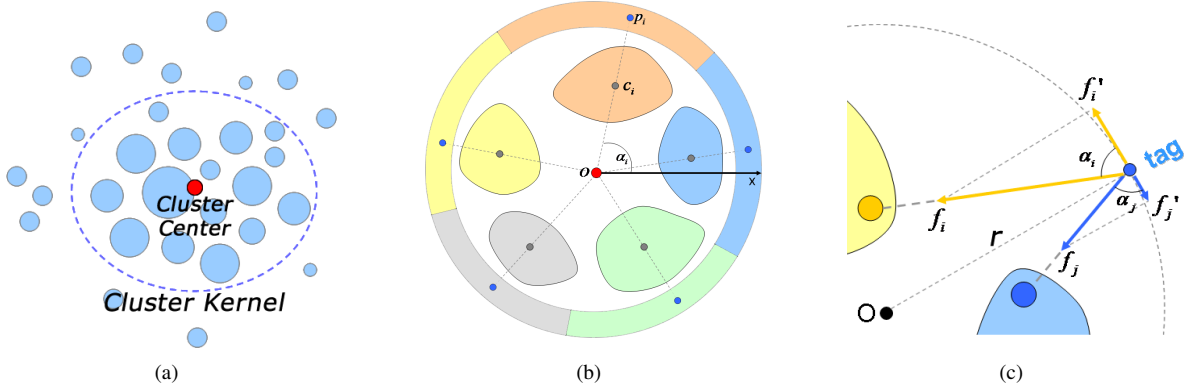 Cluster
Center
Cluster Kernel
(a)
p_i
c_i
α_i
O
x
(b)
f_i'
tag
α_i
α_j
f_j'
f_i
r
f_j
O
(c)